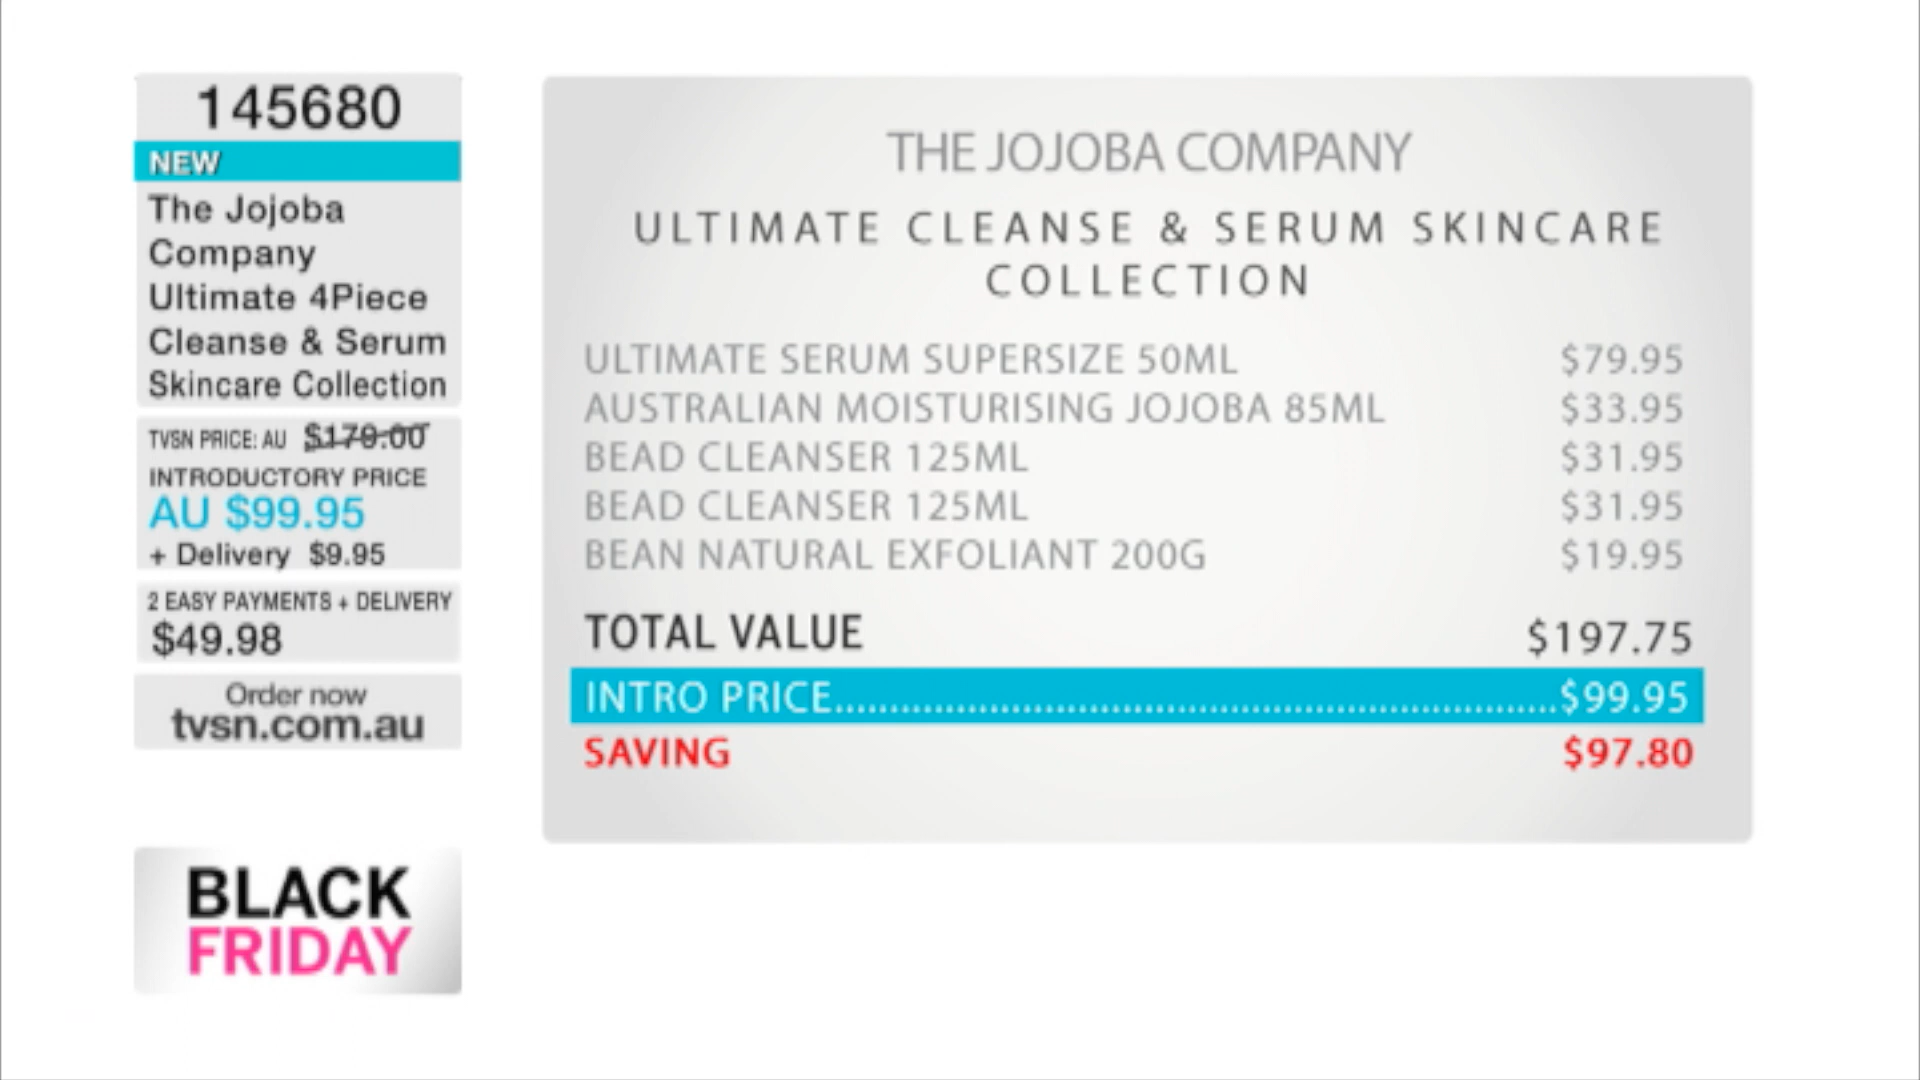 145680
NEW
The Jojoba
Company
Ultimate 4Piece
Cleanse & Serum
Skincare Collection
TVSN PRICE: AU $179.00
INTRODUCTORY PRICE
AU $99.95
+ Delivery $9.95
2 EASY PAYMENTS + DELIVERY
$49.98
Order now
tvsn.com.au
BLACK
FRIDAY
THE JOJOBA COMPANY
ULTIMATE CLEANSE & SERUM SKINCARE
COLLECTION
ULTIMATE SERUM SUPERSIZE 50ML $79.95
AUSTRALIAN MOISTURISING JOJOBA 85ML $33.95
BEAD CLEANSER 125ML $31.95
BEAD CLEANSER 125ML $31.95
BEAN NATURAL EXFOLIANT 200G $19.95
TOTAL VALUE $197.75
INTRO PRICE........................................................................$99.95
SAVING $97.80